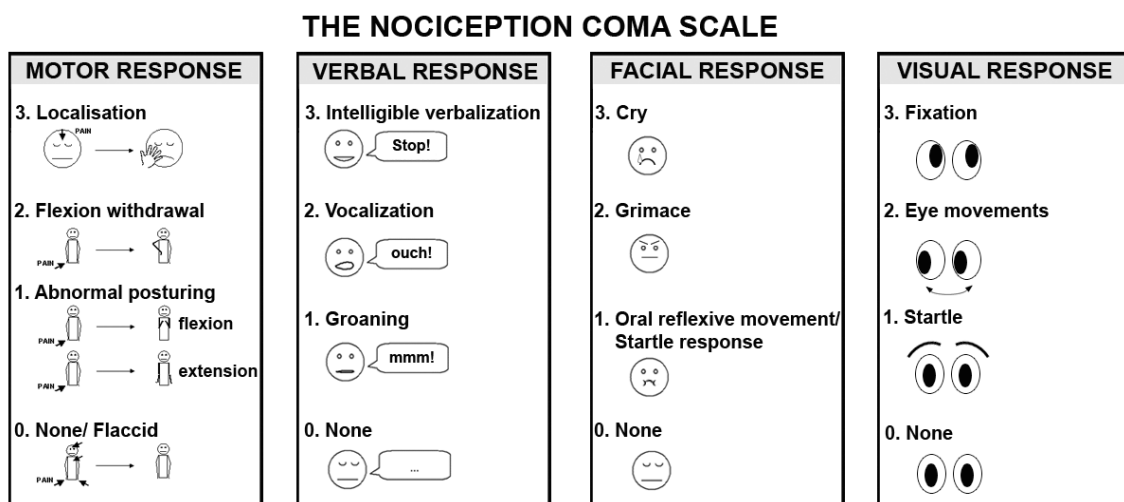 THE NOCICEPTION COMA SCALE
MOTOR RESPONSE
3. Localisation
PAIN
2. Flexion withdrawal
PAIN
1. Abnormal posturing
PAIN
flexion
PAIN
extension
0. None/ Flaccid
PAIN
VERBAL RESPONSE
3. Intelligible verbalization
Stop!
2. Vocalization
ouch!
1. Groaning
mmm!
0. None
...
FACIAL RESPONSE
3. Cry
2. Grimace
1. Oral reflexive movement/
Startle response
0. None
VISUAL RESPONSE
3. Fixation
2. Eye movements
1. Startle
0. None